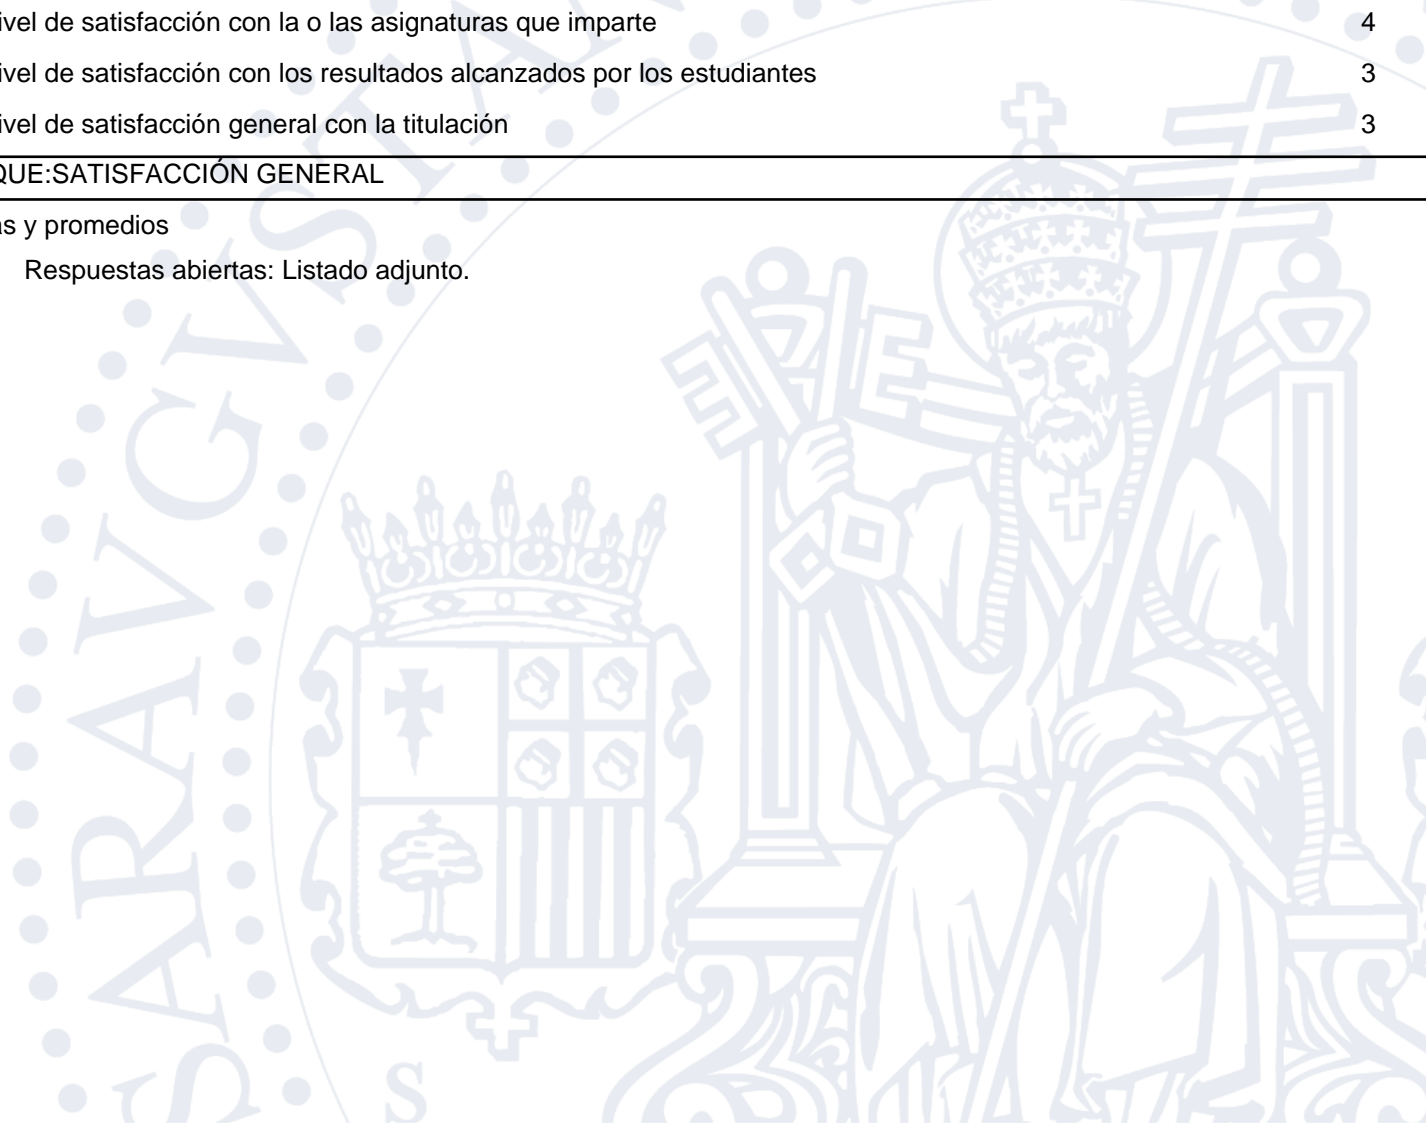 ivel de satisfacción con la o las asignaturas que imparte 4
ivel de satisfacción con los resultados alcanzados por los estudiantes 3
ivel de satisfacción general con la titulación 3
QUE:SATISFACCIÓN GENERAL
as y promedios
Respuestas abiertas: Listado adjunto.
SARAVGVSTAN
S